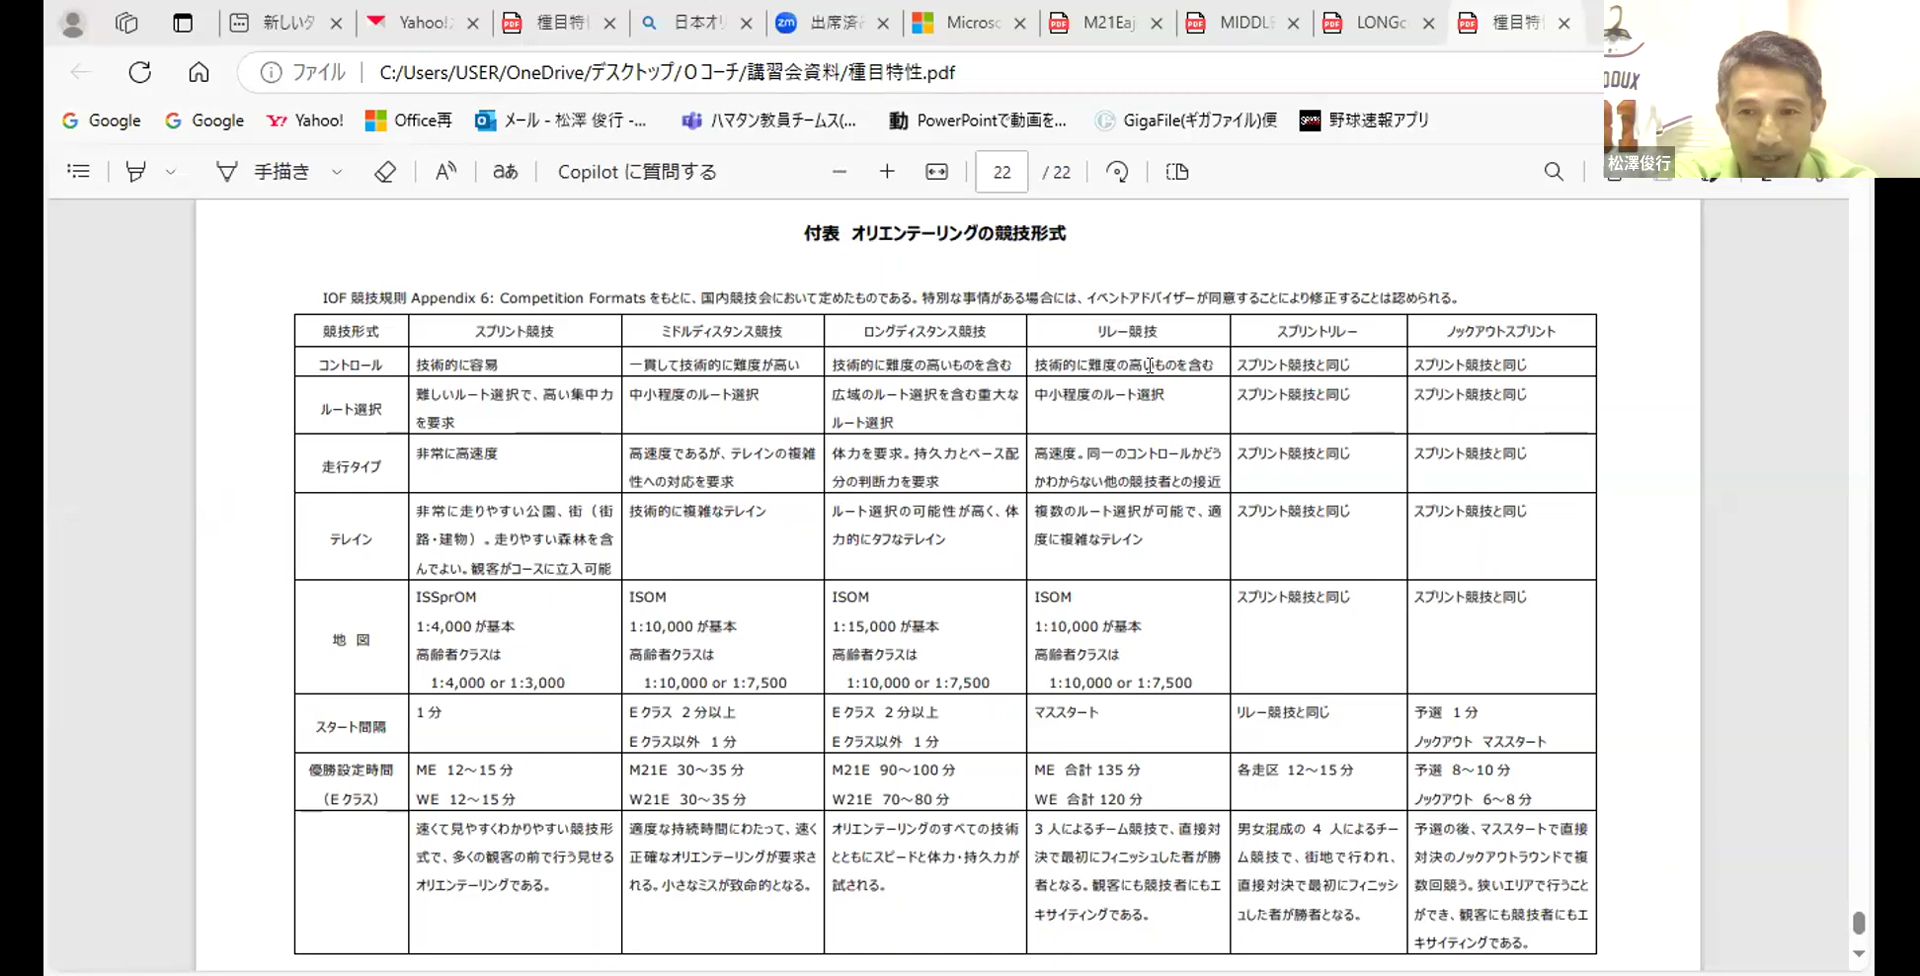 新しいタ
Yahoo!
種目特
日本オリ
zm
出席済
Microsc
M21Eaj
MIDDLE
LONGc
種目特
ファイル
C:/Users/USER/OneDrive/デスクトップ/Oコーチ/講習会資料/種目特性.pdf
Google
Google
Yahoo!
Office再
メール - 松澤 俊行 -...
ハマタン教員チームス(...
PowerPointで動画を...
GigaFile(ギガファイル)便
野球速報アプリ
手描き
aあ
Copilot に質問する
22
/ 22
DOUX
31
松澤俊行
付表 オリエンテーリングの競技形式
IOF 競技規則 Appendix 6: Competition Formats をもとに、国内競技会において定めたものである。特別な事情がある場合には、イベントアドバイザーが同意することにより修正することは認められる。
競技形式 スプリント競技 ミドルディスタンス競技 ロングディスタンス競技 リレー競技 スプリントリレー ノックアウトスプリント
コントロール 技術的に容易 一貫して技術的に難度が高い 技術的に難度の高いものを含む 技術的に難度の高いものを含む スプリント競技と同じ スプリント競技と同じ
ルート選択
難しいルート選択で、高い集中力
を要求
中小程度のルート選択
広域のルート選択を含む重大な
ルート選択
中小程度のルート選択
スプリント競技と同じ
スプリント競技と同じ
走行タイプ
非常に高速度
高速度であるが、テレインの複雑
性への対応を要求
体力を要求。持久力とペース配
分の判断力を要求
高速度。同一のコントロールかどう
かわからない他の競技者との接近
スプリント競技と同じ
スプリント競技と同じ
テレイン
非常に走りやすい公園、街（街
路・建物）。走りやすい森林を含
んでよい。観客がコースに立入可能
技術的に複雑なテレイン
ルート選択の可能性が高く、体
力的にタフなテレイン
複数のルート選択が可能で、適
度に複雑なテレイン
スプリント競技と同じ
スプリント競技と同じ
地 図
ISSprOM
1:4,000 が基本
高齢者クラスは
1:4,000 or 1:3,000
ISOM
1:10,000 が基本
高齢者クラスは
1:10,000 or 1:7,500
ISOM
1:15,000 が基本
高齢者クラスは
1:10,000 or 1:7,500
ISOM
1:10,000 が基本
高齢者クラスは
1:10,000 or 1:7,500
スプリント競技と同じ
スプリント競技と同じ
スタート間隔
1 分
E クラス 2 分以上
E クラス以外 1 分
E クラス 2 分以上
E クラス以外 1 分
マススタート
リレー競技と同じ
予選 1 分
ノックアウト マススタート
優勝設定時間
（E クラス）
ME 12～15 分
WE 12～15 分
M21E 30～35 分
W21E 30～35 分
M21E 90～100 分
W21E 70～80 分
ME 合計 135 分
WE 合計 120 分
各走区 12～15 分
予選 8～10 分
ノックアウト 6～8 分
速くて見やすくわかりやすい競技形
式で、多くの観客の前で行う見せる
オリエンテーリングである。
適度な持続時間にわたって、速く
正確なオリエンテーリングが要求さ
れる。小さなミスが致命的となる。
オリエンテーリングのすべての技術
とともにスピードと体力・持久力が
試される。
3 人によるチーム競技で、直接対
決で最初にフィニッシュした者が勝
者となる。観客にも競技者にもエ
キサイティングである。
男女混成の 4 人によるチー
ム競技で、街地で行われ、
直接対決で最初にフィニッシ
ュした者が勝者となる。
予選の後、マススタートで直接
対決のノックアウトラウンドで複
数回競う。狭いエリアで行うこと
ができ、観客にも競技者にもエ
キサイティングである。